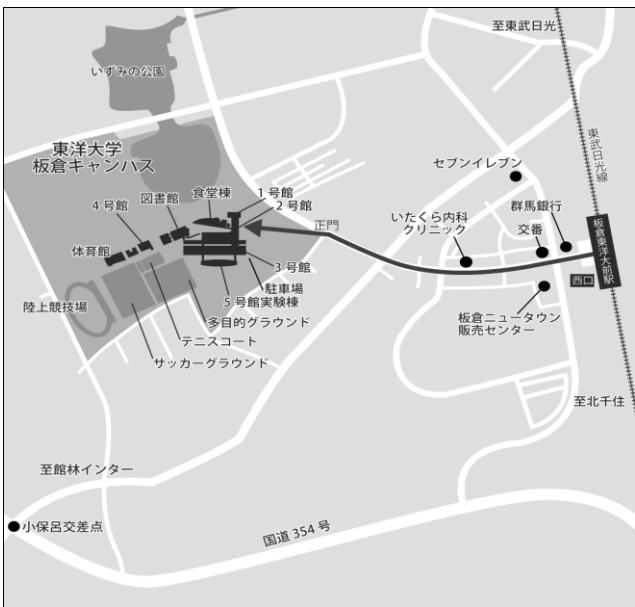 至東武日光
いずみの公園
東武日光線
東洋大学
板倉キャンパス
セブンイレブン
食堂棟
1号館
図書館
2号館
4号館
群馬銀行
いたくら内科
クリニック
交番
正門
板倉東洋大前駅
体育館
3号館
西口
駐車場
陸上競技場
5号館実験棟
多目的グラウンド
板倉ニュータウン
販売センター
テニスコート
サッカーグラウンド
至北千住
至館林インター
小保呂交差点
国道354号